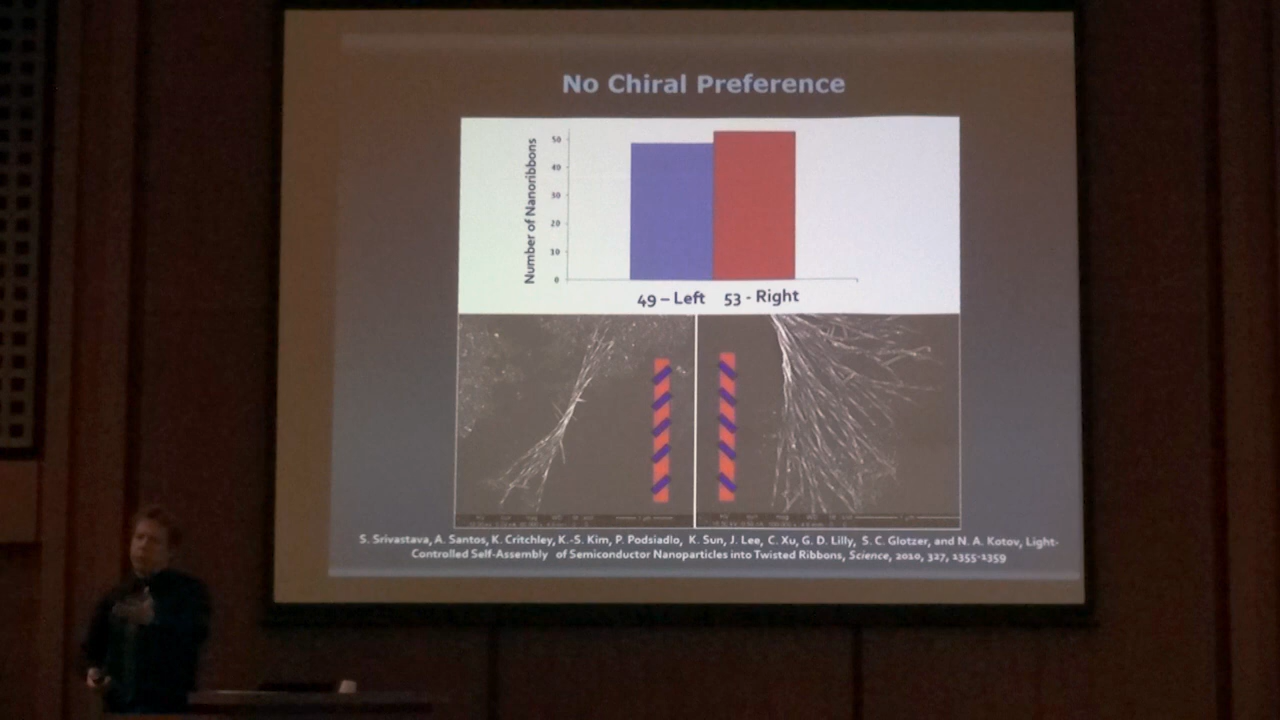 No Chiral Preference
Number of Nanoribbons
50
40
30
20
10
0
49 – Left 53 - Right
S. Srivastava, A. Santos, K. Critchley, K.-S. Kim, P. Podsiadlo, K. Sun, J. Lee, C. Xu, G. D. Lilly, S. C. Glotzer, and N. A. Kotov, Light-
Controlled Self-Assembly of Semiconductor Nanoparticles into Twisted Ribbons, Science, 2010, 327, 1355-1359